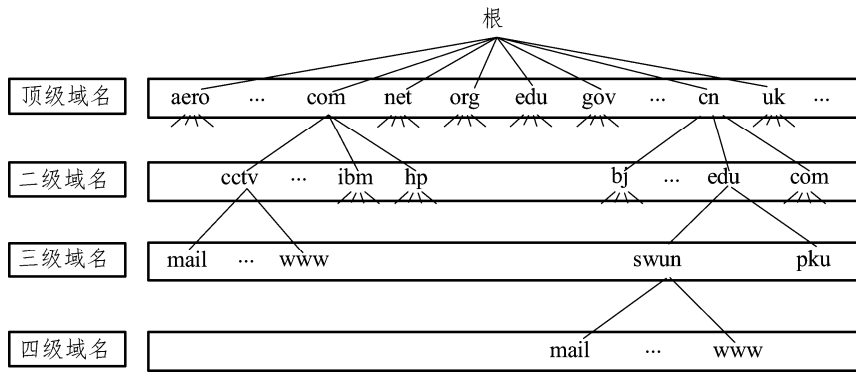 根
顶级域名 aero ... com net org edu gov ... cn uk ...
二级域名 cctv ... ibm hp bj ... edu com
三级域名 mail ... www swun pku
四级域名 mail ... www